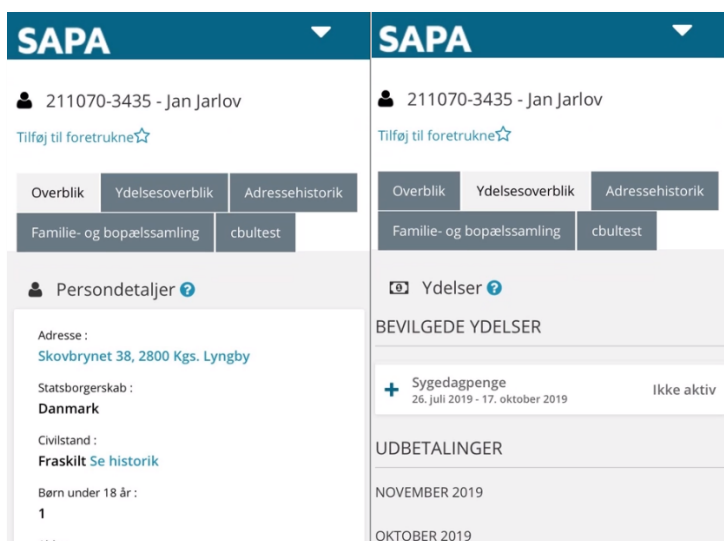 SAPA
211070-3435 - Jan Jarlov
Tilføj til foretrukne
Overblik Ydelsesoverblik Adressehistorik
Familie- og bopælssamling cbultest
Persondetaljer
Adresse :
Skovbrynet 38, 2800 Kgs. Lyngby
Statsborgerskab :
Danmark
Civilstand :
Fraskilt Se historik
Børn under 18 år :
1
SAPA
211070-3435 - Jan Jarlov
Tilføj til foretrukne
Overblik Ydelsesoverblik Adressehistorik
Familie- og bopælssamling cbultest
Ydelser
BEVILGEDE YDELSER
Sygedagpenge Ikke aktiv
26. juli 2019 - 17. oktober 2019
UDBETALINGER
NOVEMBER 2019
OKTOBER 2019